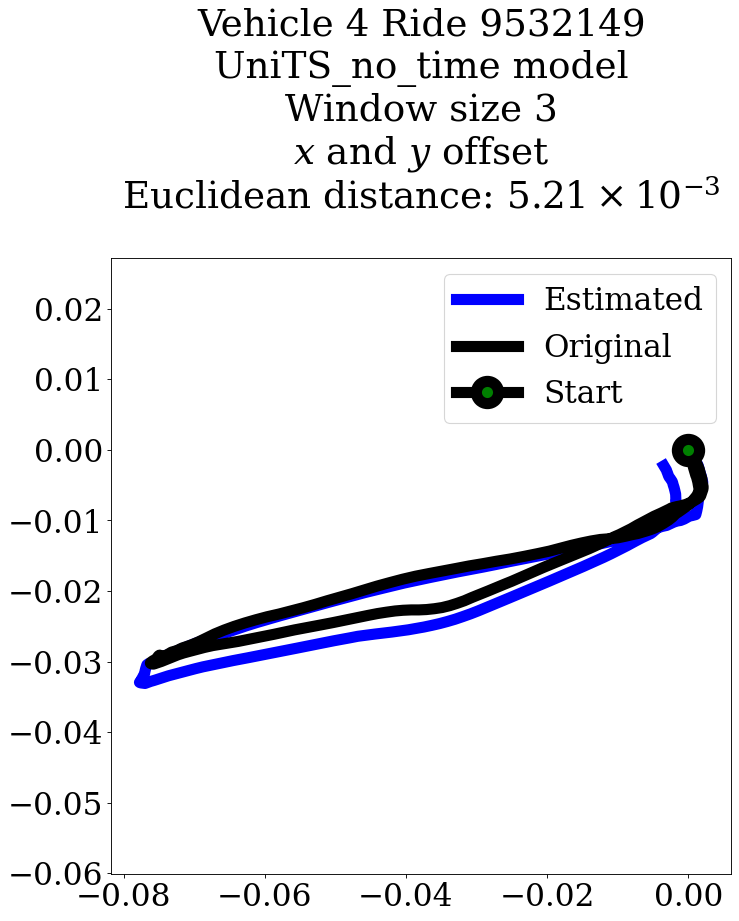 Vehicle 4 Ride 9532149
UniTS_no_time model
Window size 3
x and y offset
Euclidean distance: 5.21 × 10⁻³
Estimated
Original
Start
0.02
0.01
0.00
−0.01
−0.02
−0.03
−0.04
−0.05
−0.06
−0.08 −0.06 −0.04 −0.02 0.00